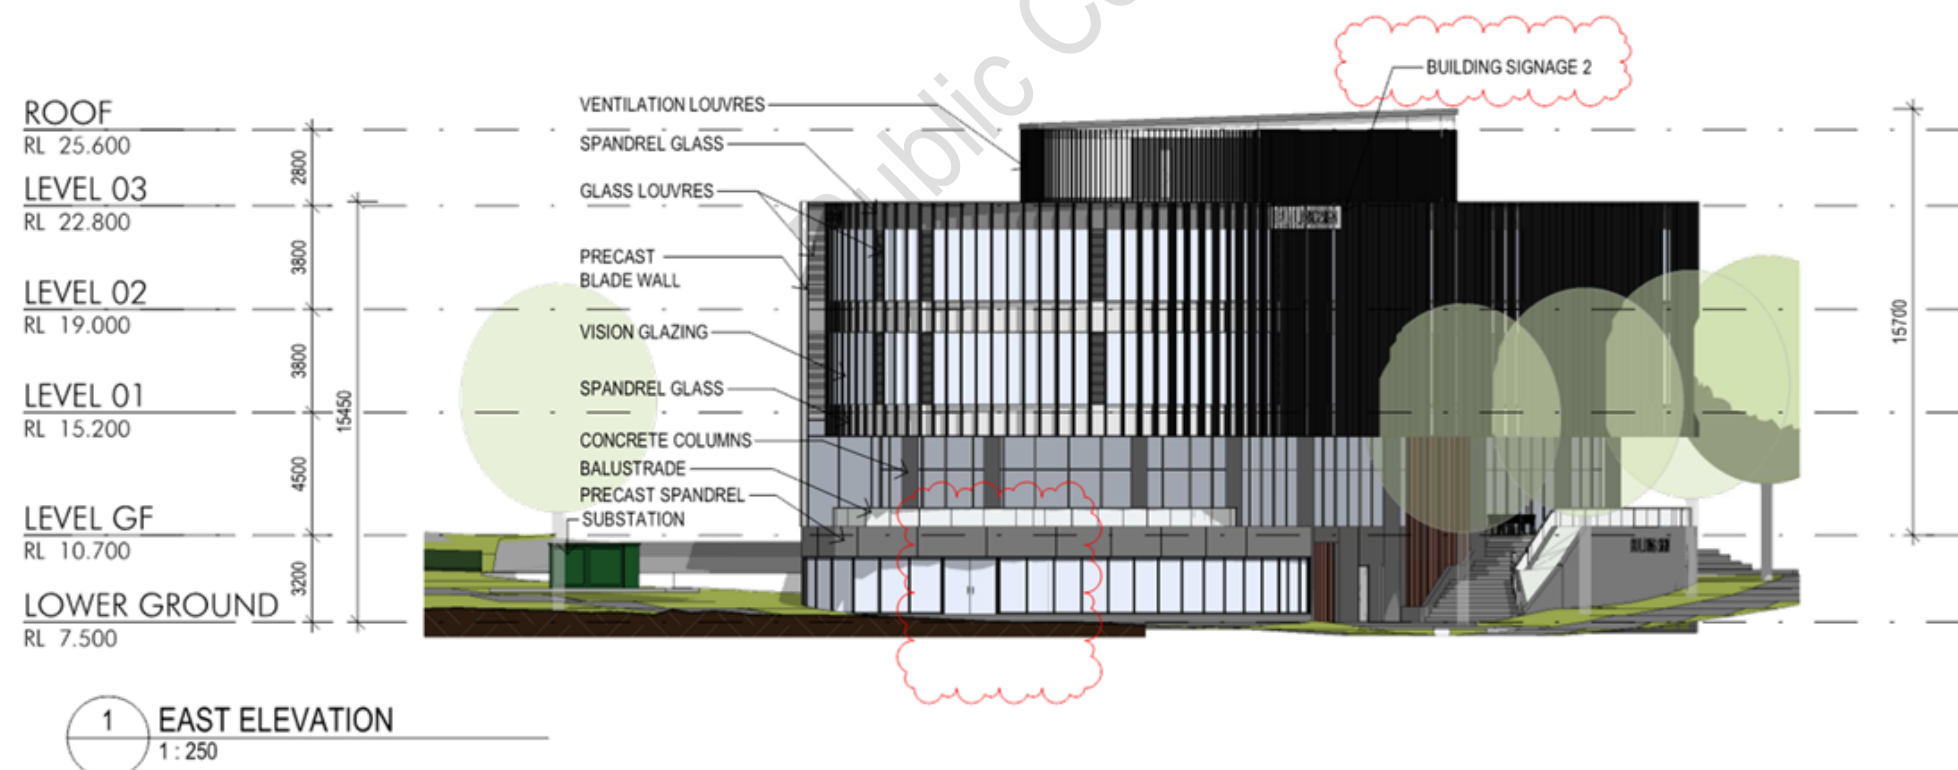 Public Co
BUILDING SIGNAGE 2
ROOF
RL 25.600
LEVEL 03
RL 22.800
LEVEL 02
RL 19.000
LEVEL 01
RL 15.200
LEVEL GF
RL 10.700
LOWER GROUND
RL 7.500
2800
3800
3800
4500
3200
15450
VENTILATION LOUVRES
SPANDREL GLASS
GLASS LOUVRES
PRECAST
BLADE WALL
VISION GLAZING
SPANDREL GLASS
CONCRETE COLUMNS
BALUSTRADE
PRECAST SPANDREL
SUBSTATION
15700
1
EAST ELEVATION
1 : 250